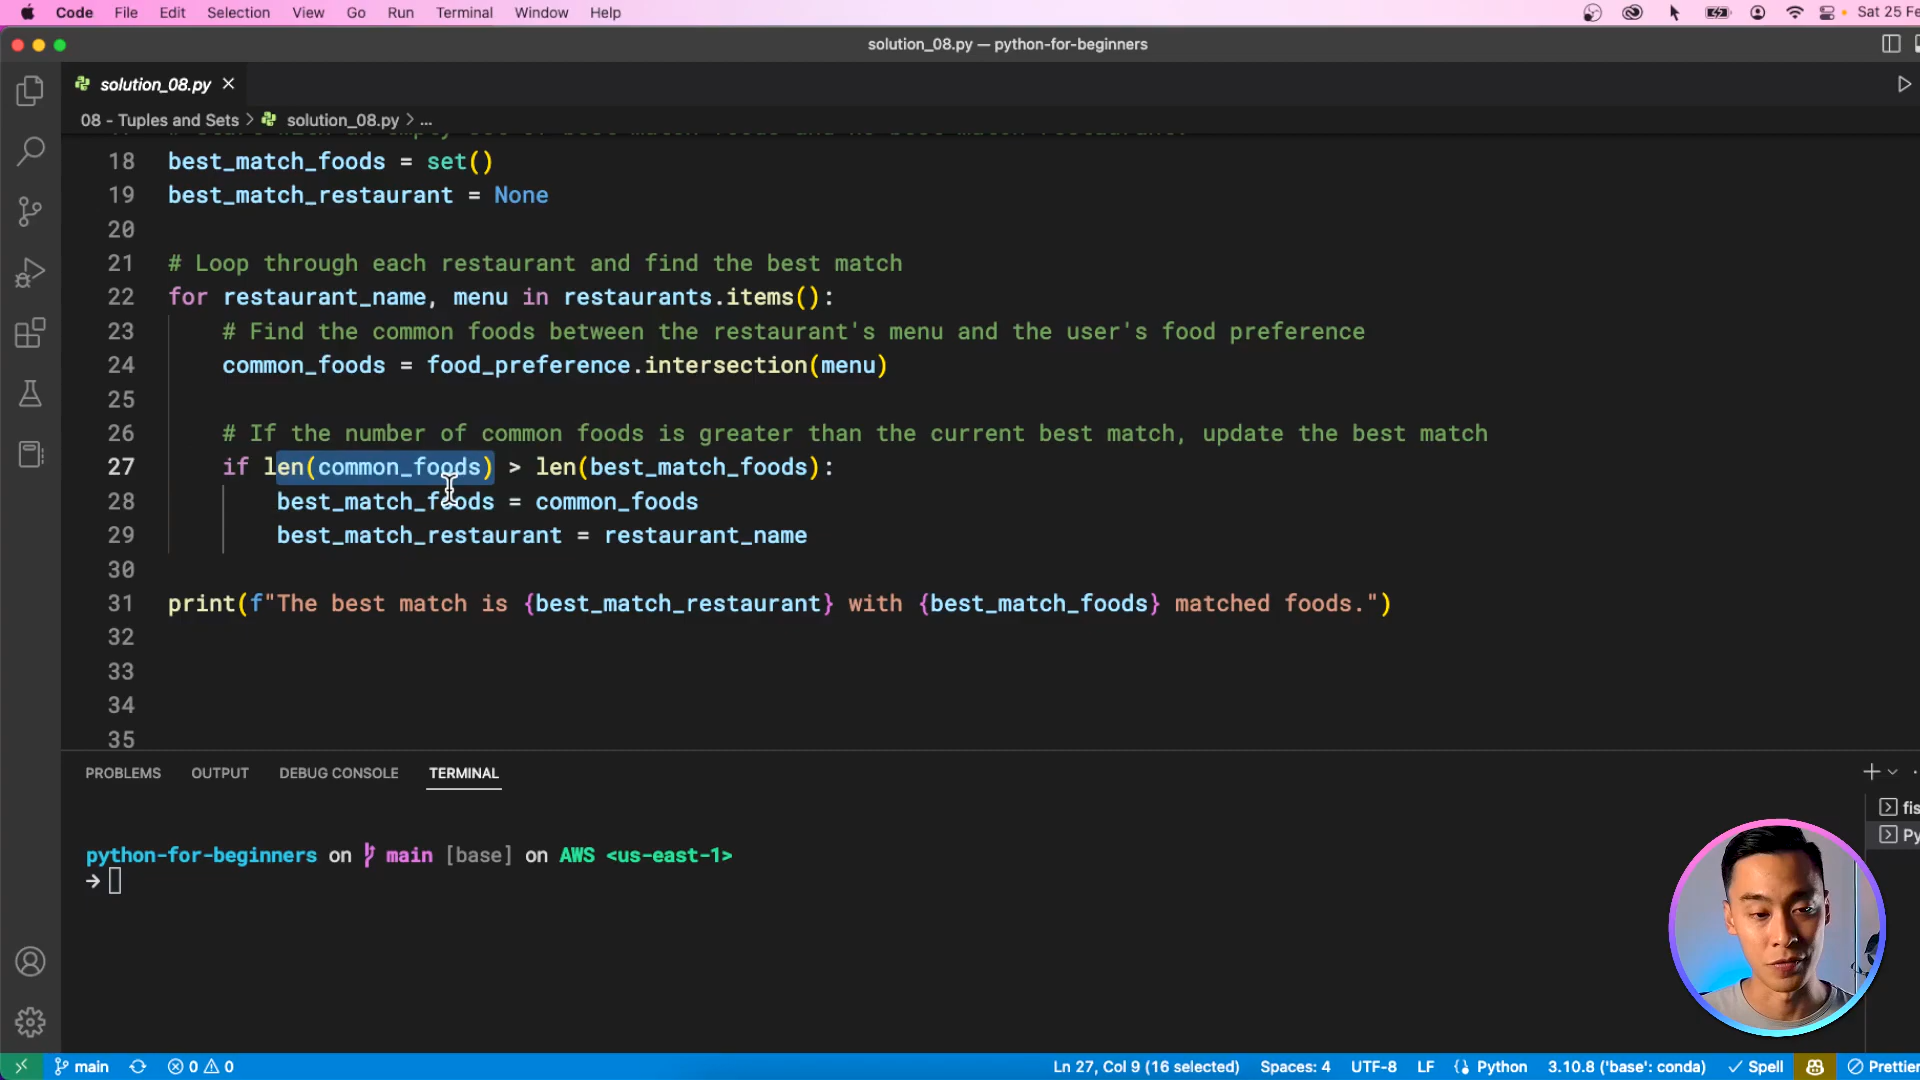 Code File Edit Selection View Go Run Terminal Window Help Sat 25 Fe
solution_08.py — python-for-beginners
solution_08.py
08 - Tuples and Sets > solution_08.py > ...
18 best_match_foods = set()
19 best_match_restaurant = None
20
21 # Loop through each restaurant and find the best match
22 for restaurant_name, menu in restaurants.items():
23 # Find the common foods between the restaurant's menu and the user's food preference
24 common_foods = food_preference.intersection(menu)
25
26 # If the number of common foods is greater than the current best match, update the best match
27 if len(common_foods) > len(best_match_foods):
28 best_match_foods = common_foods
29 best_match_restaurant = restaurant_name
30
31 print(f"The best match is {best_match_restaurant} with {best_match_foods} matched foods.")
32
33
34
35
PROBLEMS OUTPUT DEBUG CONSOLE TERMINAL
fis
Py
python-for-beginners on main [base] on AWS <us-east-1>
→
main 0 0 Ln 27, Col 9 (16 selected) Spaces: 4 UTF-8 LF Python 3.10.8 ('base': conda) Spell Prettier